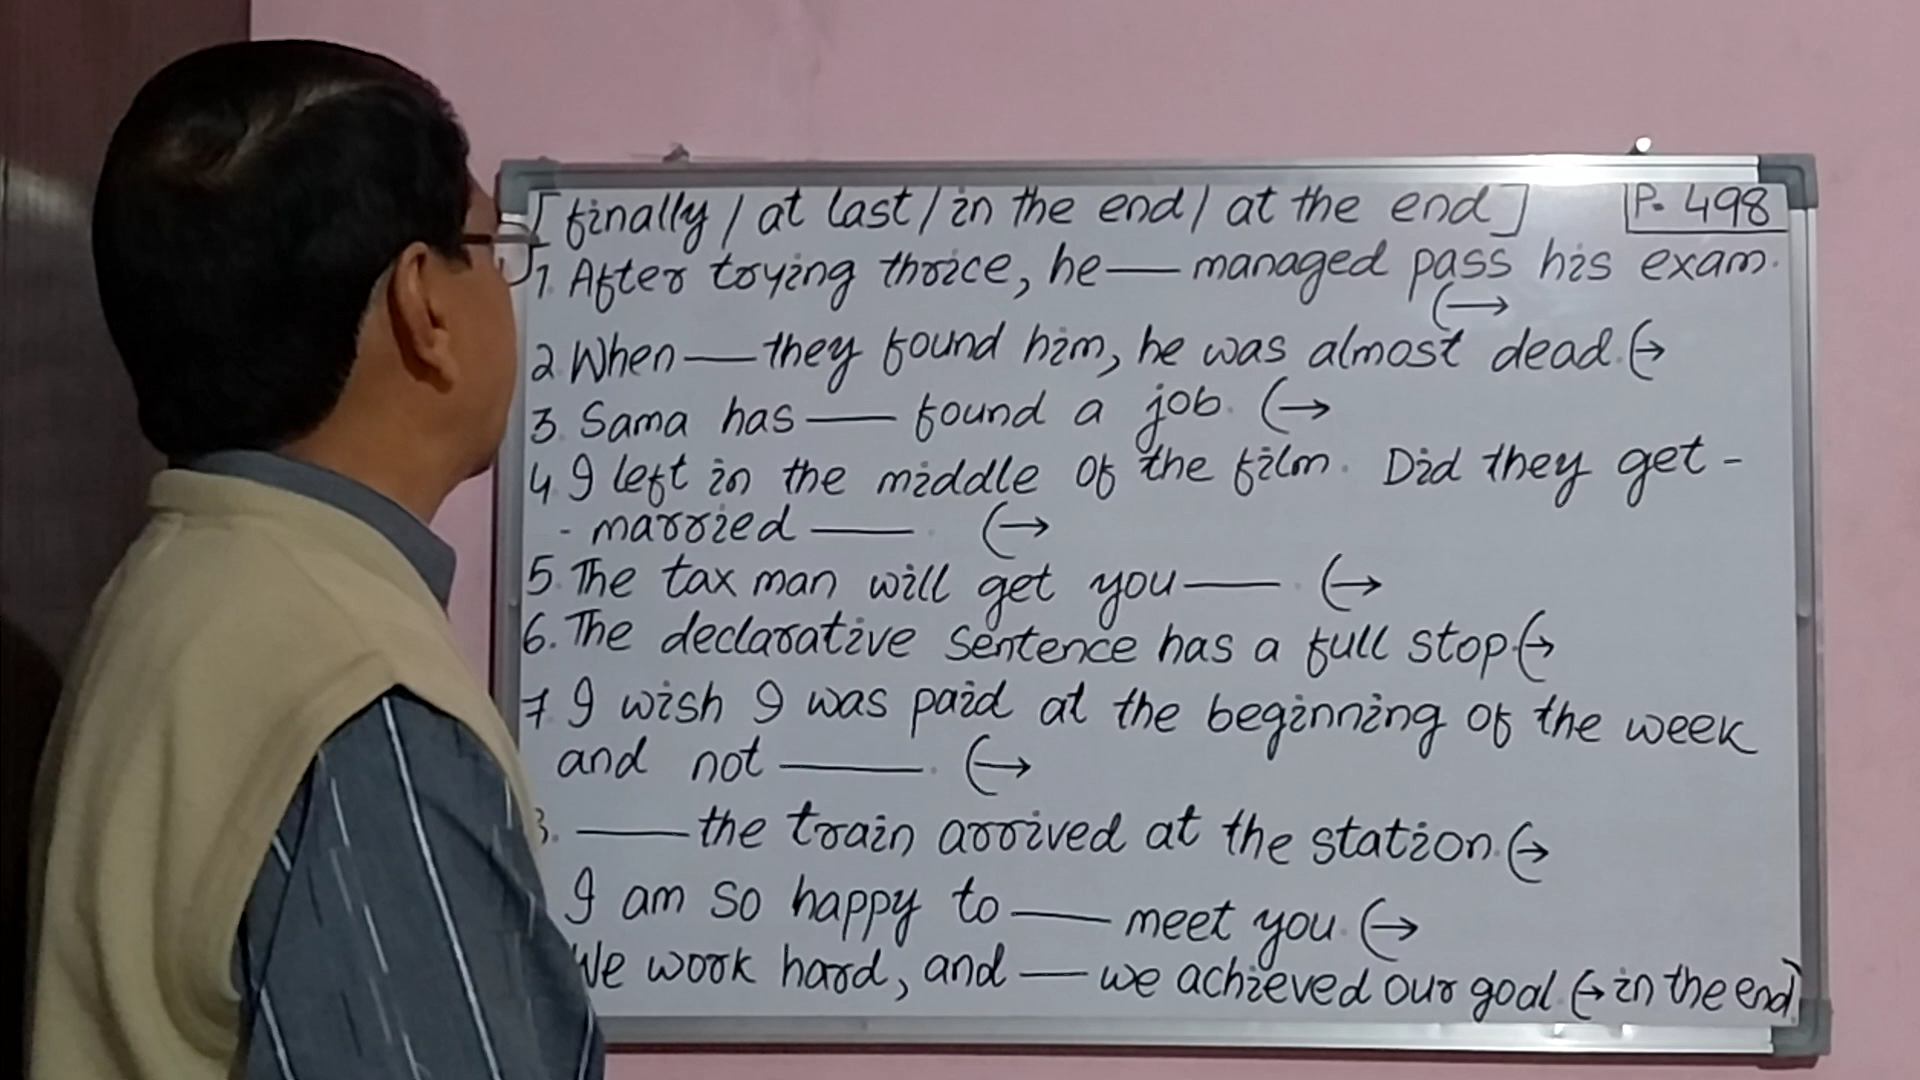 [finally / at last / in the end / at the end] P. 498
1. After trying thrice, he —— managed pass his exam.
(→
2. When —— they found him, he was almost dead. (→
3. Sama has —— found a job. (→
4. I left in the middle of the film. Did they get -
- married ——. (→
5. The tax man will get you ——. (→
6. The declarative sentence has a full stop. (→
7. I wish I was paid at the beginning of the week
and not ——. (→
8. —— the train arrived at the station. (→
I am so happy to —— meet you. (→
We work hard, and —— we achieved our goal. (→ in the end)